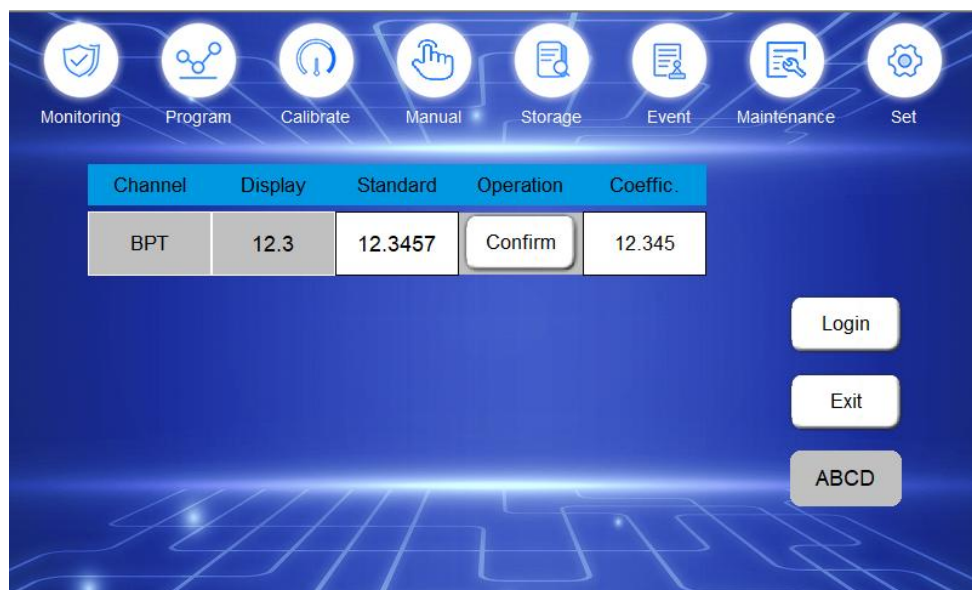 Monitoring Program Calibrate Manual Storage Event Maintenance Set
Channel Display Standard Operation Coeffic.
BPT 12.3 12.3457 Confirm 12.345
Login
Exit
ABCD